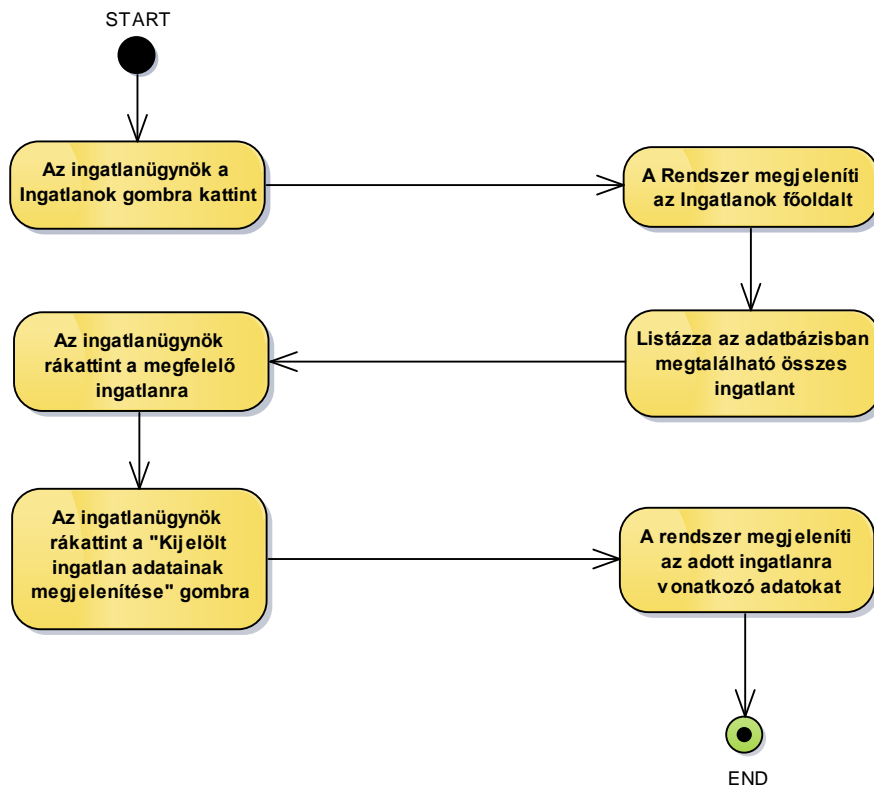 START
Az ingatlanügynök a
Ingatlanok gombra kattint
A Rendszer megjeleníti
az Ingatlanok főoldalt
Listázza az adatbázisban
megtalálható összes
ingatlant
Az ingatlanügynök
rákattint a megfelelő
ingatlanra
Az ingatlanügynök
rákattint a "Kijelölt
ingatlan adatainak
megjelenítése" gombra
A rendszer megjeleníti
az adott ingatlanra
vonatkozó adatokat
END